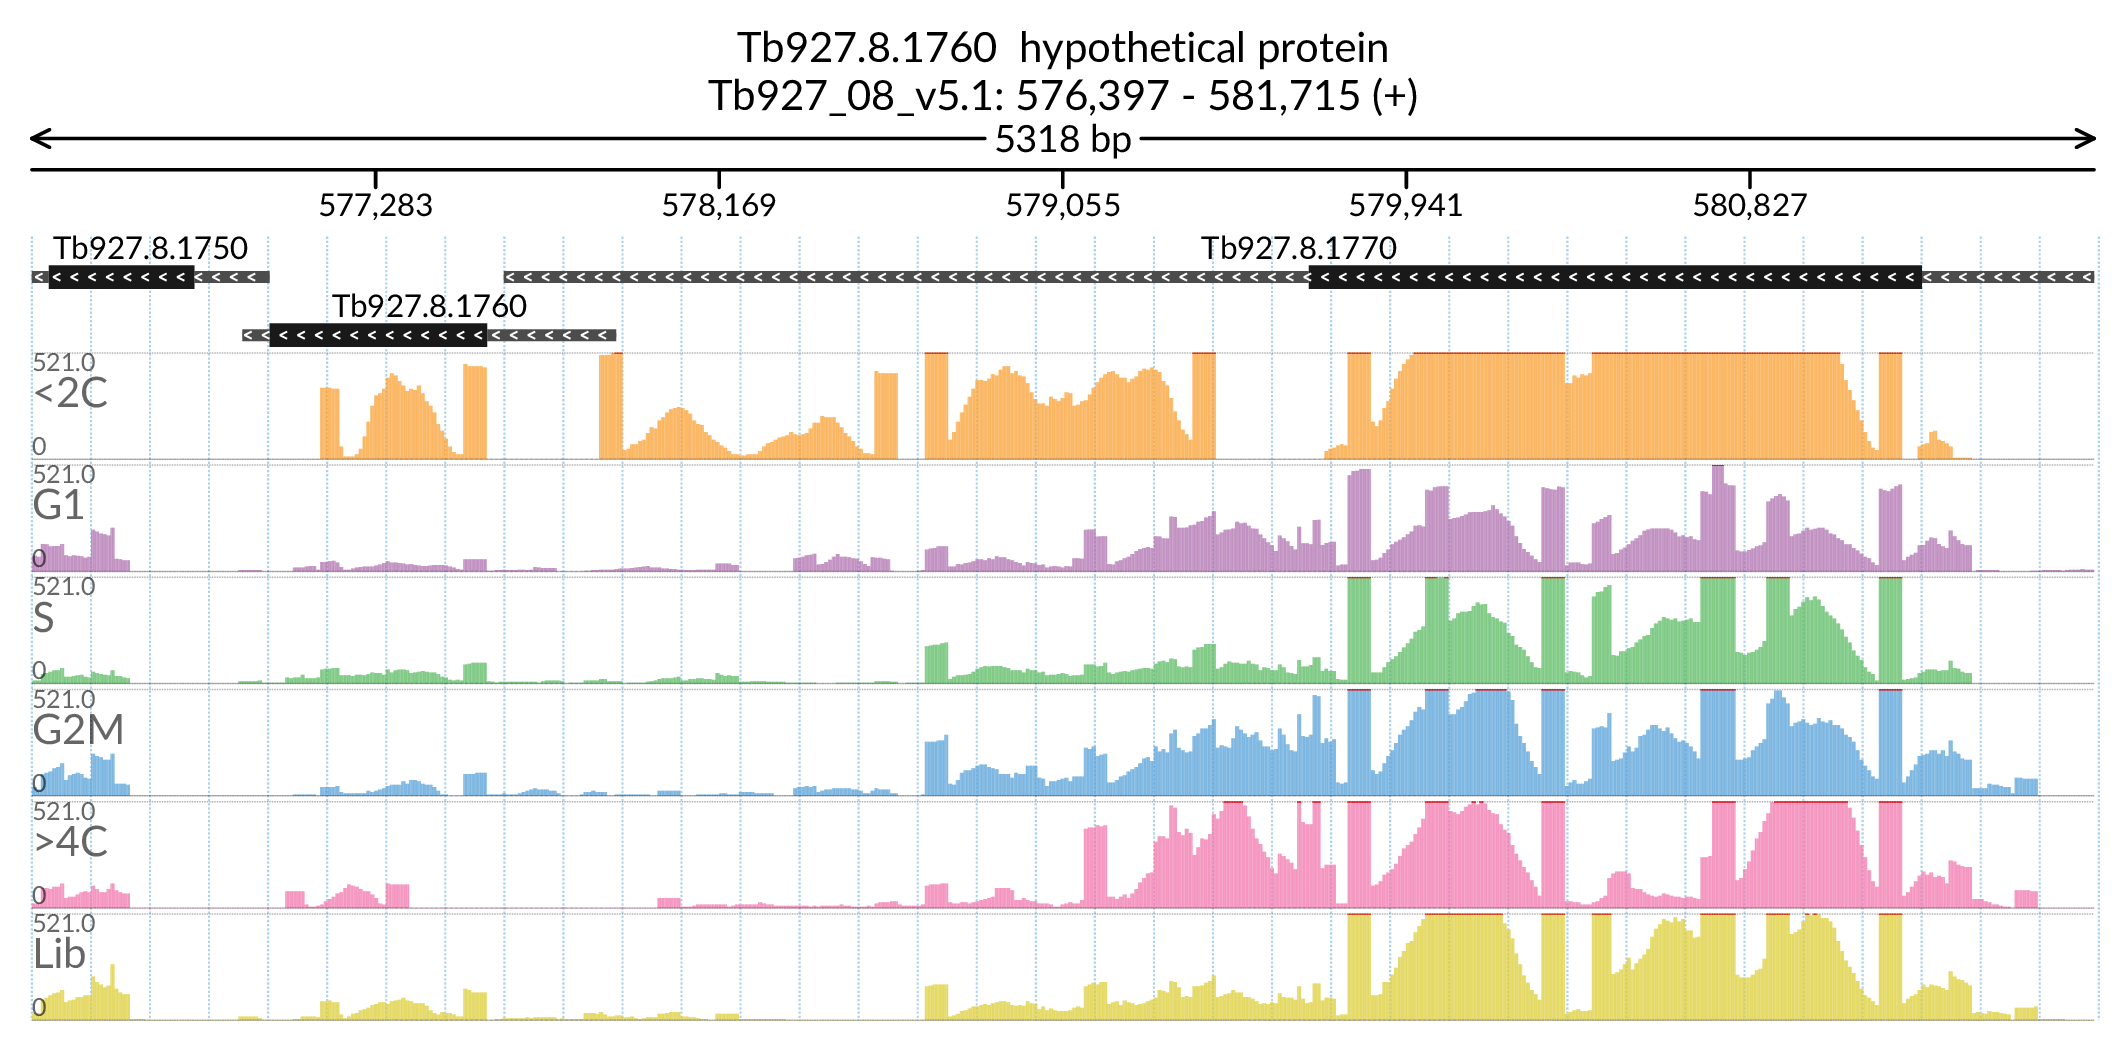 Tb927.8.1760 hypothetical protein
Tb927_08_v5.1: 576,397 - 581,715 (+)
5318 bp
577,283 578,169 579,055 579,941 580,827
Tb927.8.1750 Tb927.8.1770
Tb927.8.1760
521.0
<2C
0
521.0
G1
0
521.0
S
0
521.0
G2M
0
521.0
>4C
0
521.0
Lib
0